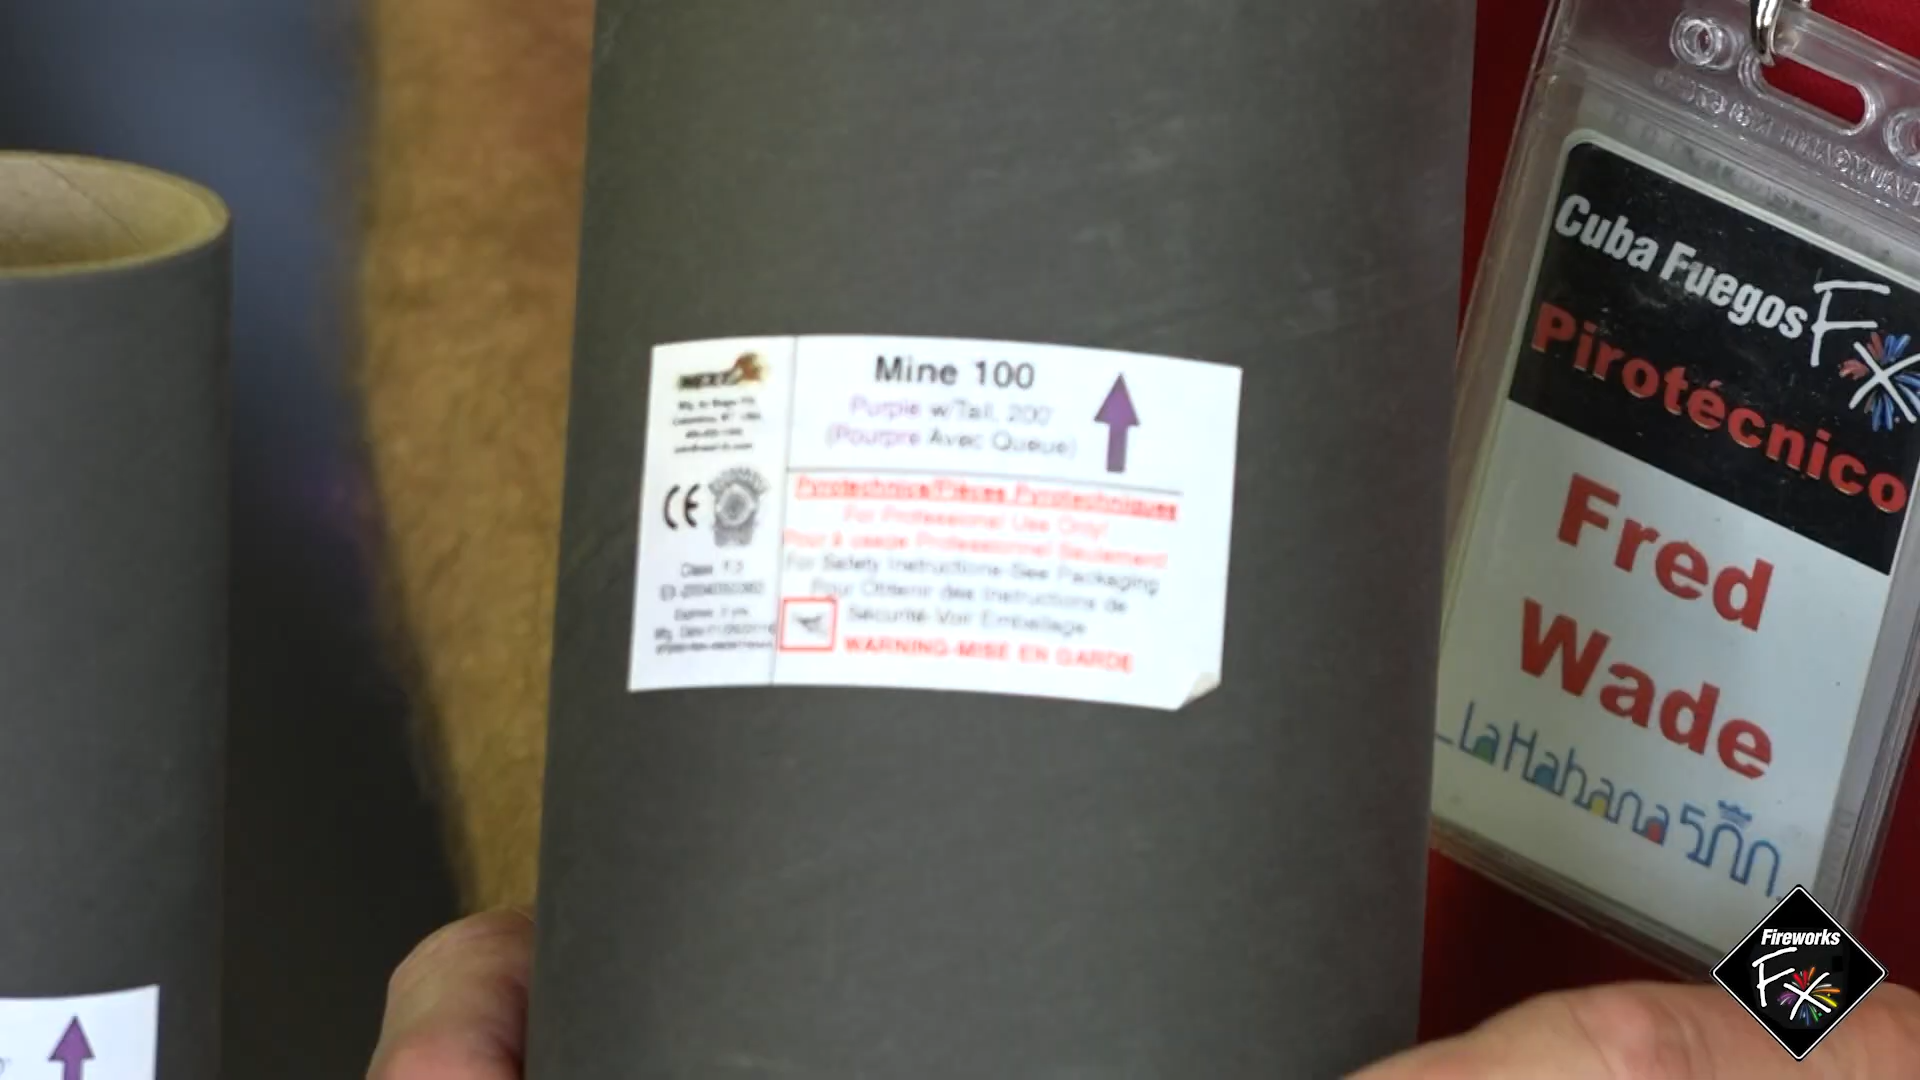 Mine 100
Purple w/Tail, 200'
(Pourpre Avec Queue)
Pyrotechnics/Pièces Pyrotechniques
For Professional Use Only!
Pour à usage Professionnel Seulement!
For Safety Instructions-See Packaging
Pour Obtenir des Instructions de
Sécurité-Voir Emballage
WARNING-MISE EN GARDE
CE
Cuba Fuegos Fx
Pirotécnico
Fred
Wade
La Habana 500
Fireworks
Fx